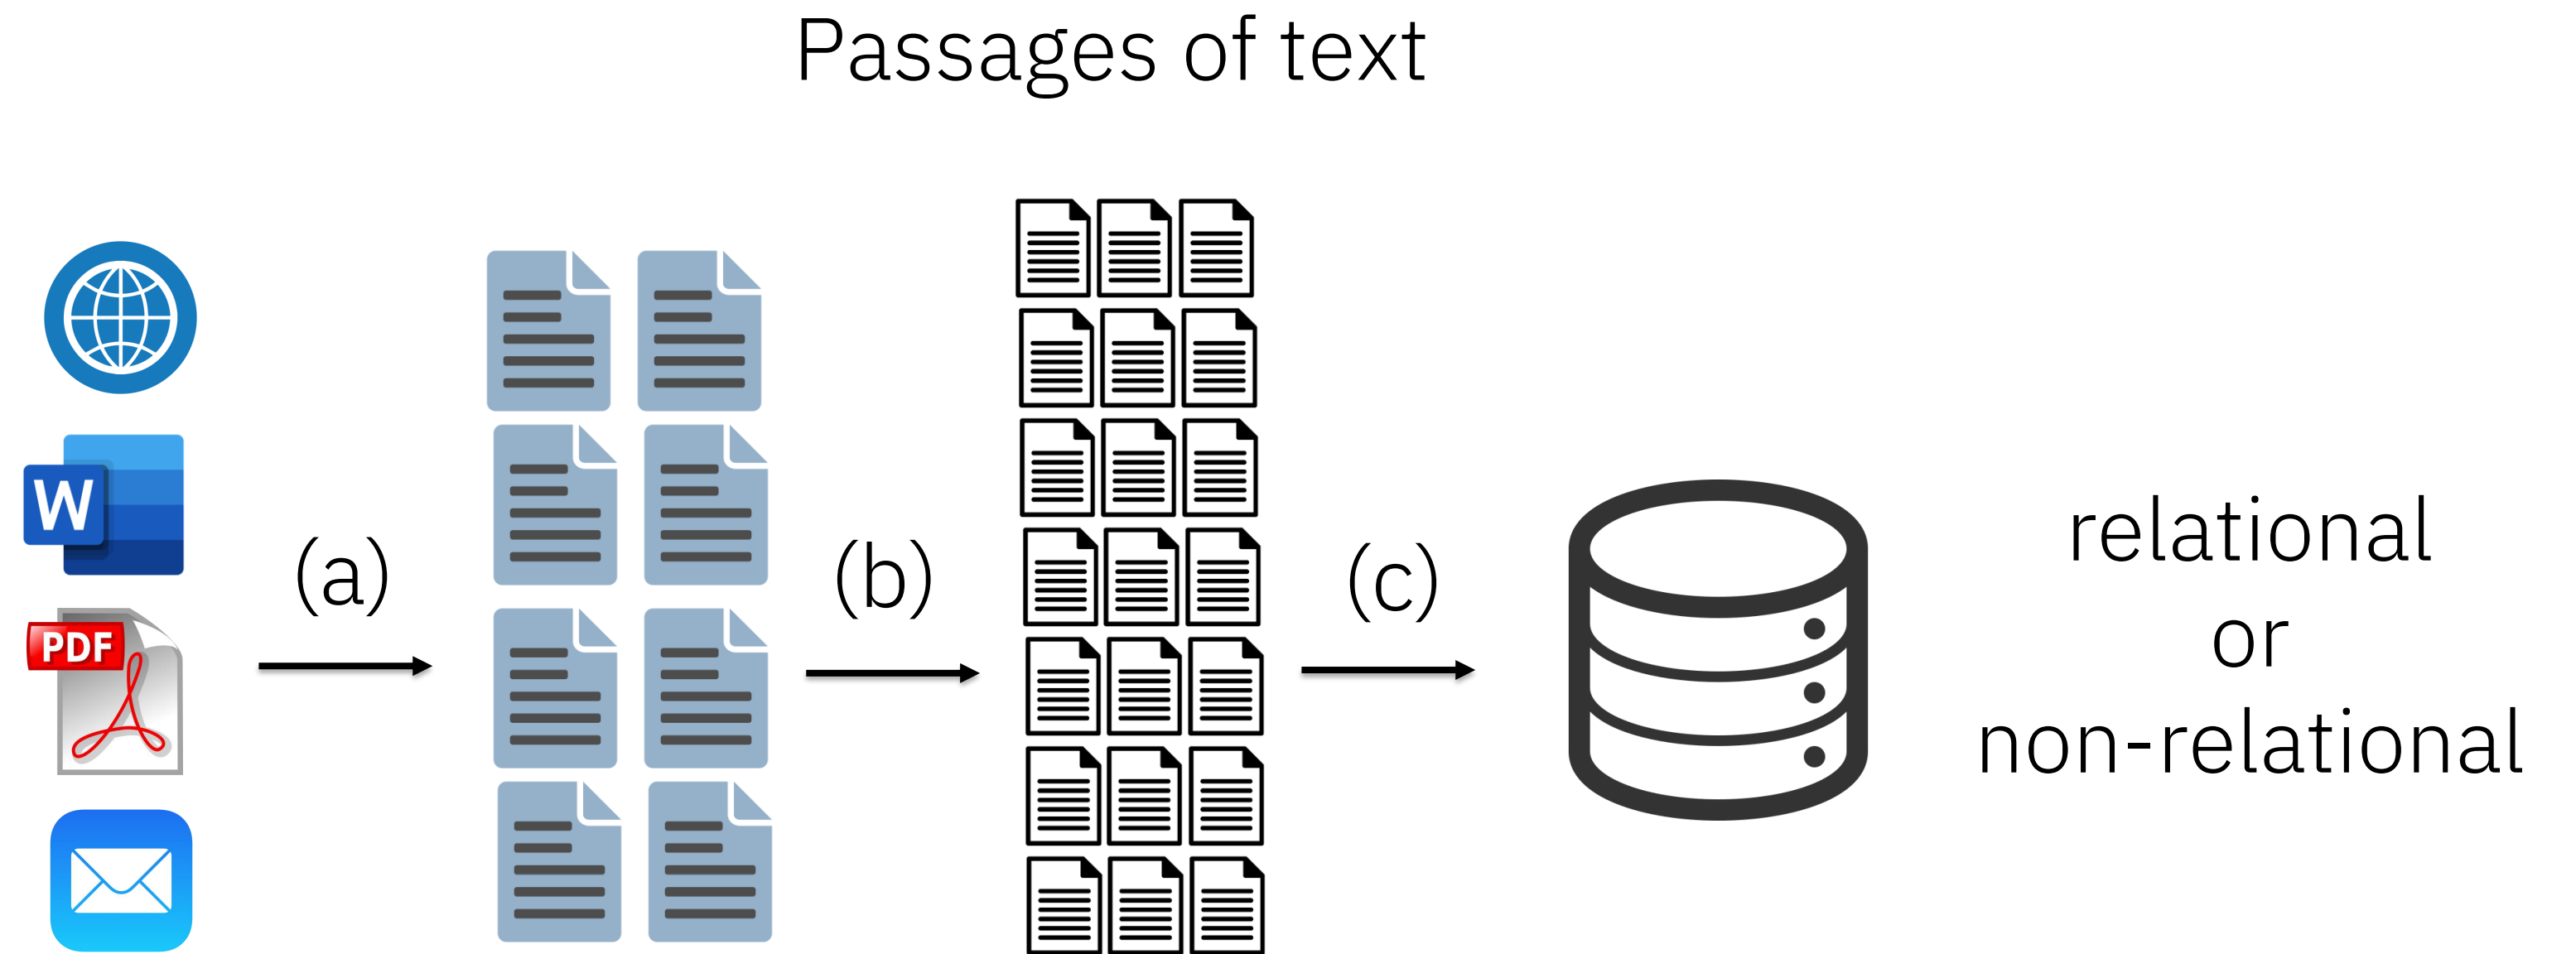 Passages of text
W
PDF
(a)
(b)
(c)
relational
or
non-relational